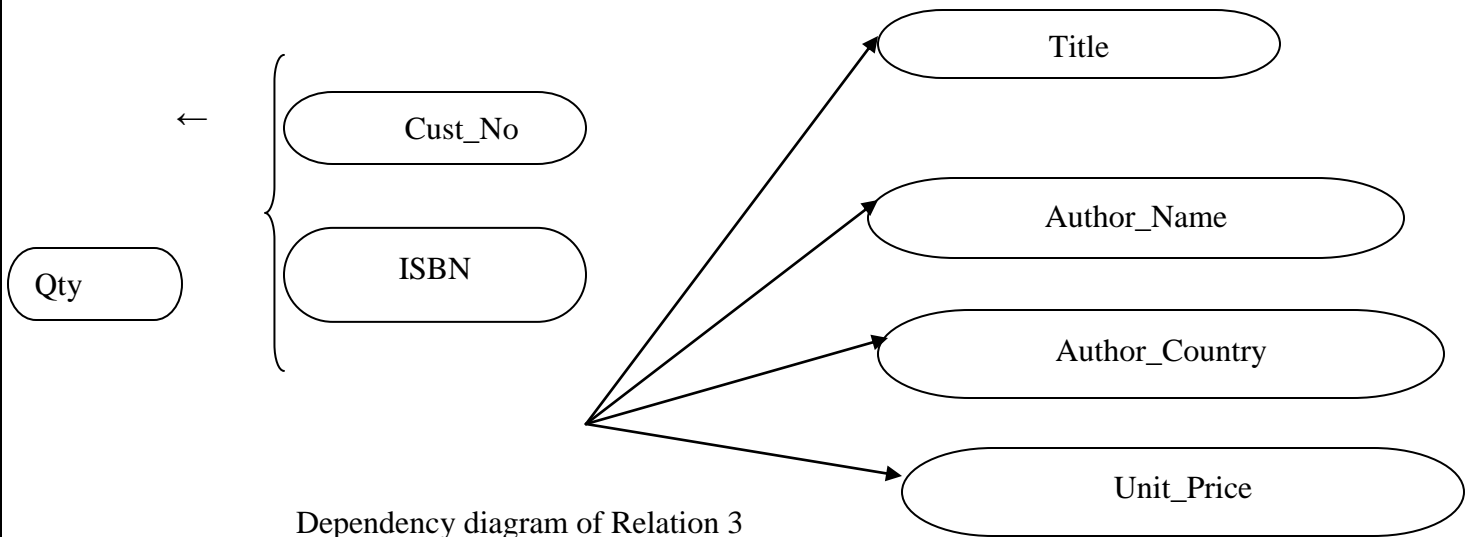 Title
←
Cust_No
Author_Name
ISBN
Qty
Author_Country
Unit_Price
Dependency diagram of Relation 3